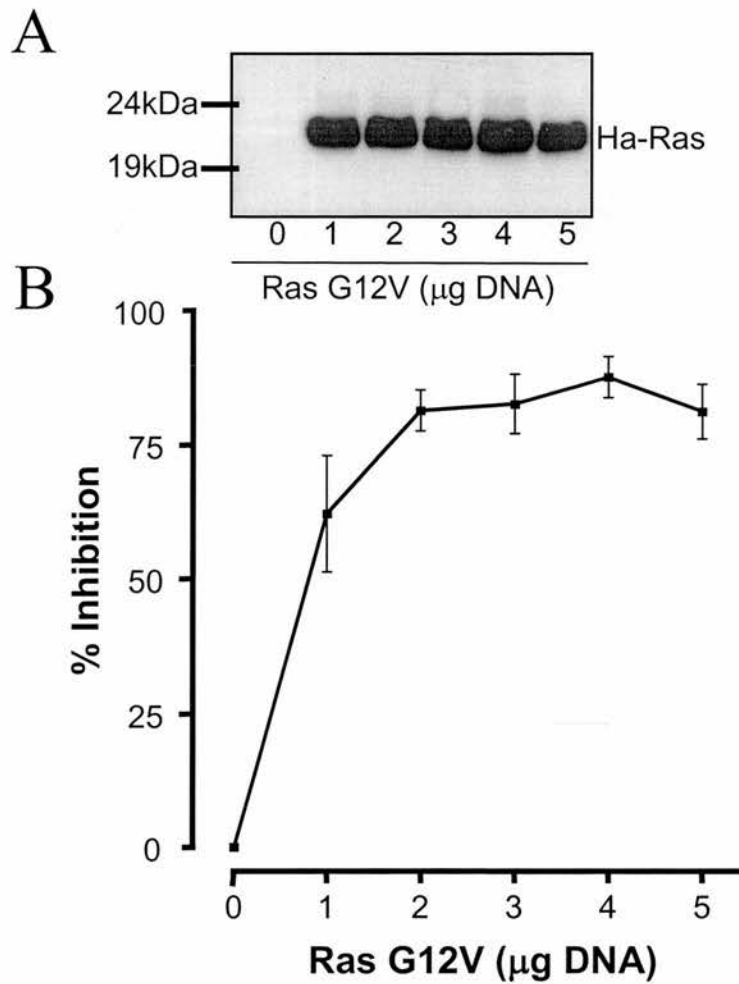 A
24kDa
Ha-Ras
19kDa
0 1 2 3 4 5
Ras G12V (μg DNA)
B
100
75
50
25
0
% Inhibition
0 1 2 3 4 5
Ras G12V (μg DNA)